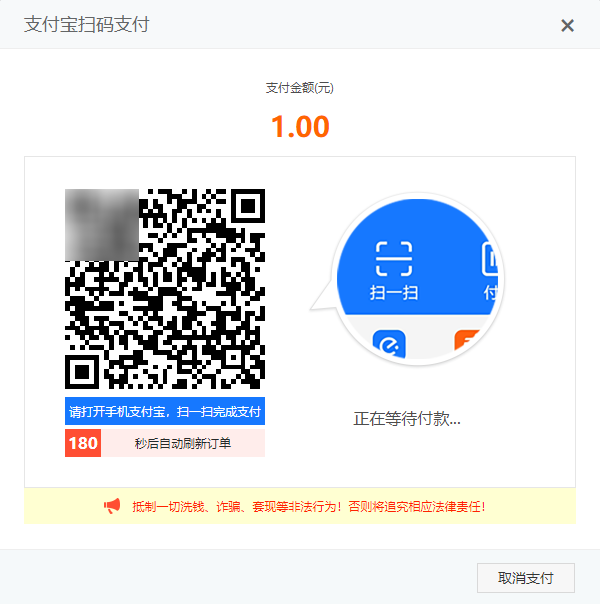 支付宝扫码支付
支付金额(元)
1.00
扫一扫
付
请打开手机支付宝，扫一扫完成支付
180 秒后自动刷新订单
正在等待付款...
抵制一切洗钱、诈骗、套现等非法行为！否则将追究相应法律责任！
取消支付